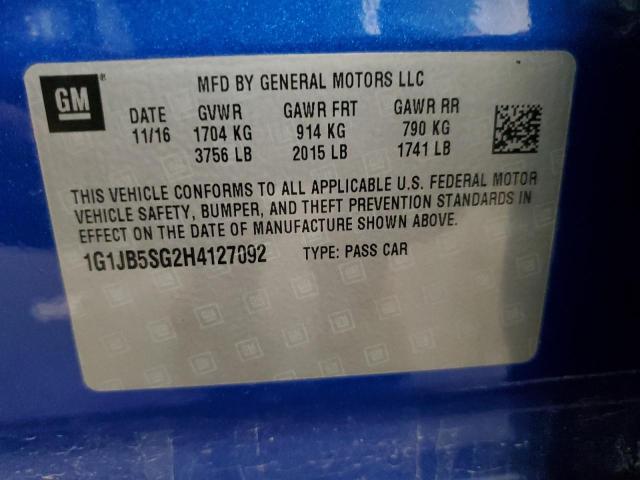 GM
MFD BY GENERAL MOTORS LLC
DATE GVWR GAWR FRT GAWR RR
11/16 1704 KG 914 KG 790 KG
3756 LB 2015 LB 1741 LB
THIS VEHICLE CONFORMS TO ALL APPLICABLE U.S. FEDERAL MOTOR
VEHICLE SAFETY, BUMPER, AND THEFT PREVENTION STANDARDS IN
EFFECT ON THE DATE OF MANUFACTURE SHOWN ABOVE.
1G1JB5SG2H4127092 TYPE: PASS CAR